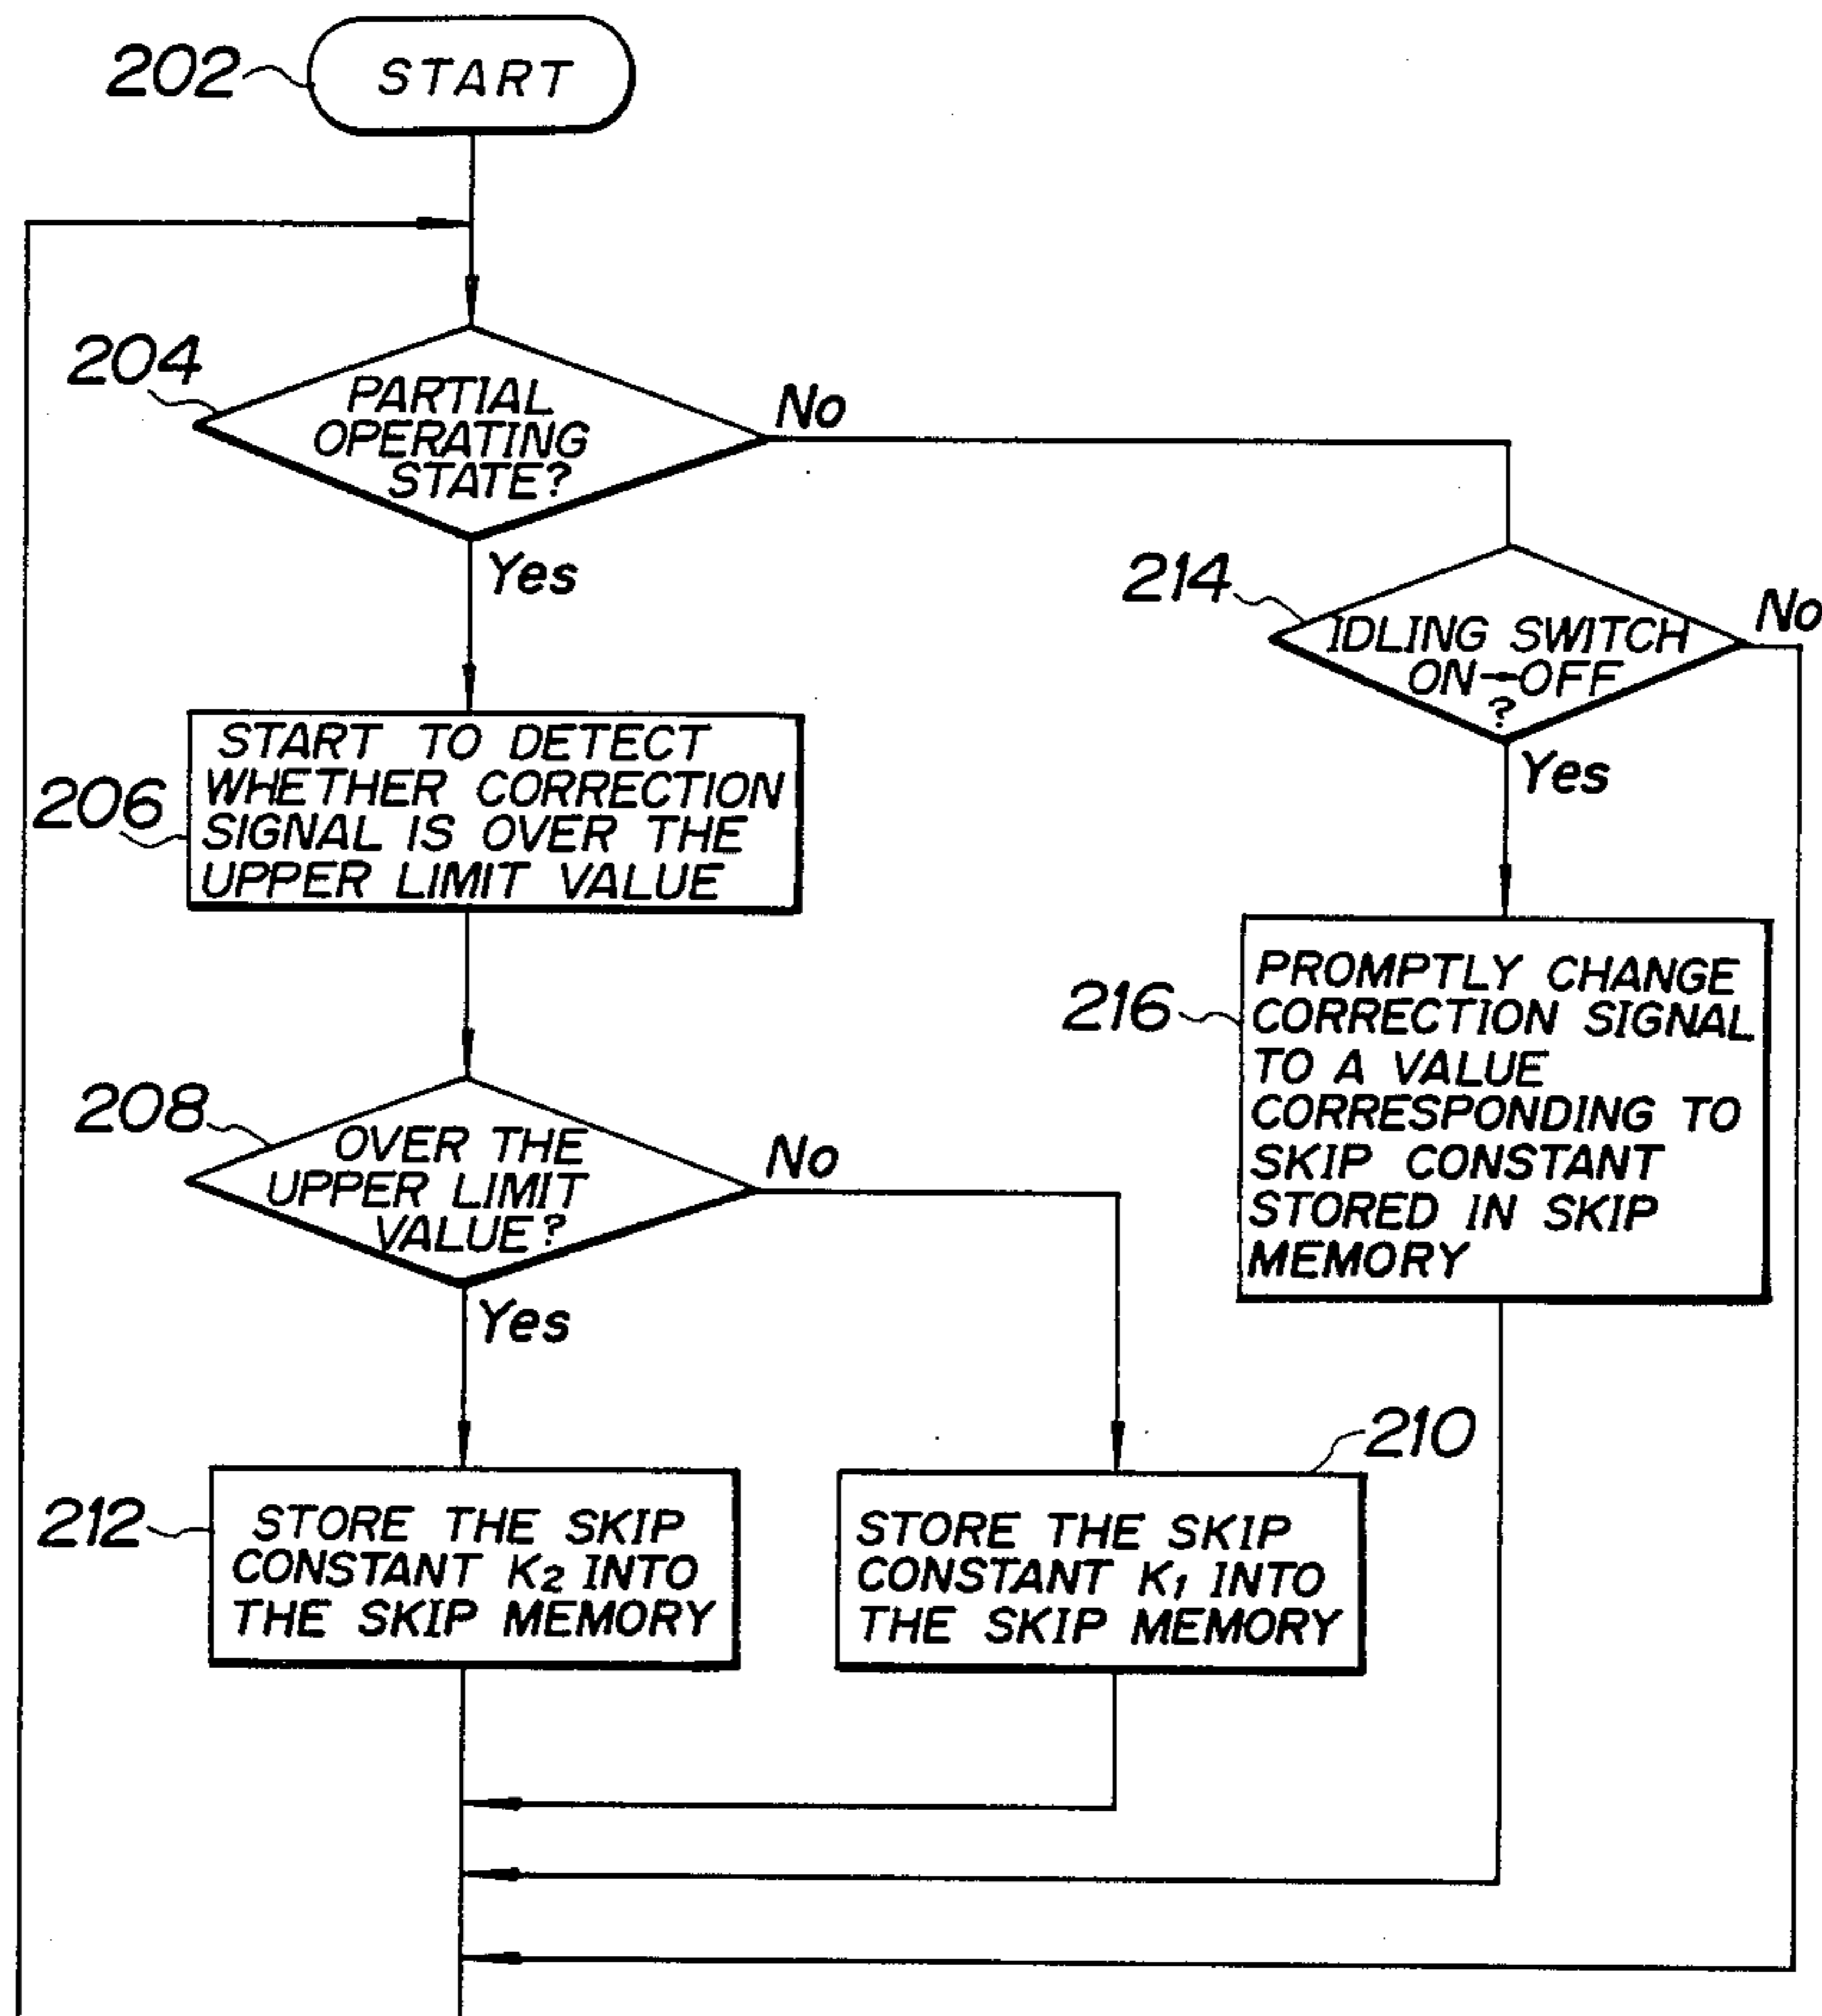 202
START
204
PARTIAL
OPERATING
STATE?
No
Yes
214
IDLING SWITCH
ON→OFF
?
No
Yes
206
START TO DETECT
WHETHER CORRECTION
SIGNAL IS OVER THE
UPPER LIMIT VALUE
216
PROMPTLY CHANGE
CORRECTION SIGNAL
TO A VALUE
CORRESPONDING TO
SKIP CONSTANT
STORED IN SKIP
MEMORY
208
OVER THE
UPPER LIMIT
VALUE?
No
Yes
212
STORE THE SKIP
CONSTANT K₂ INTO
THE SKIP MEMORY
210
STORE THE SKIP
CONSTANT K₁ INTO
THE SKIP MEMORY